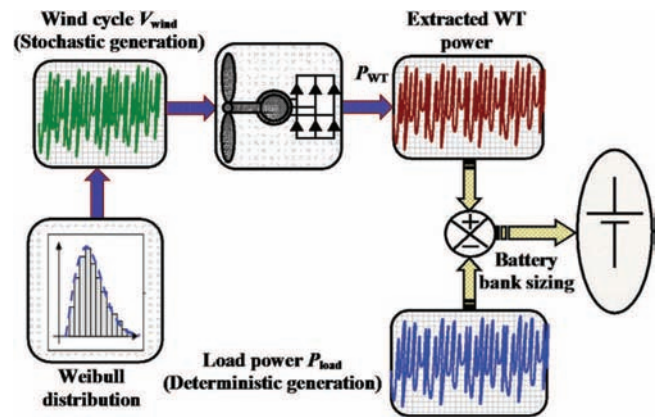 Wind cycle Vwind
(Stochastic generation)
Extracted WT
power
PWT
+
−
Battery
bank sizing
Load power Pload
(Deterministic generation)
Weibull
distribution